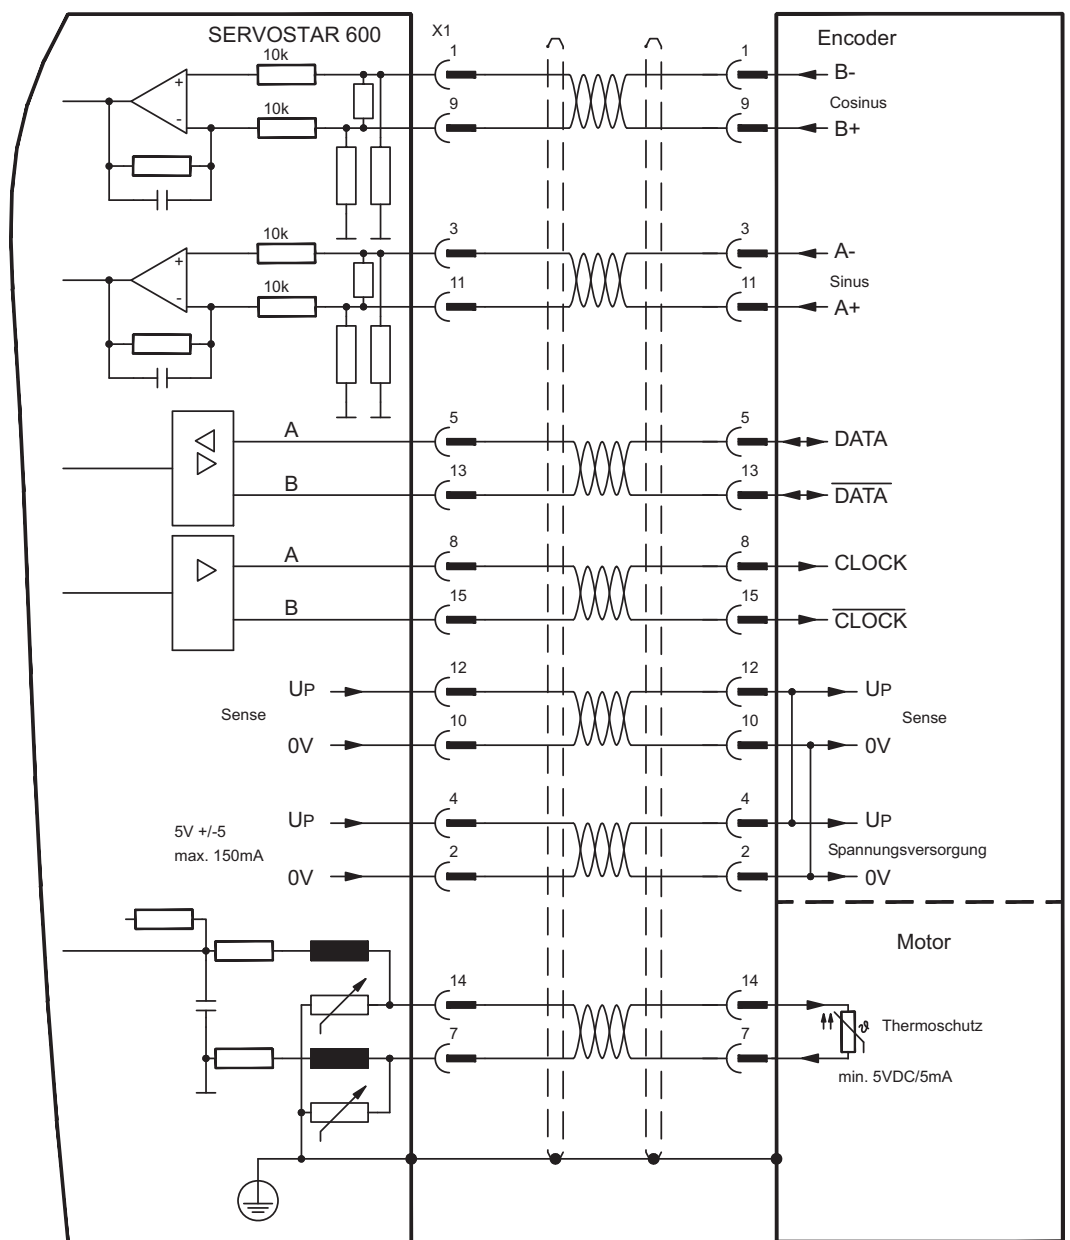 SERVOSTAR 600
X1
Encoder
10k
+
1
1
B-
Cosinus
10k
-
9
9
B+
10k
+
3
3
A-
Sinus
10k
-
11
11
A+
A
5
5
DATA
B
13
13
DATA
A
8
8
CLOCK
B
15
15
CLOCK
UP
12
12
UP
Sense
Sense
0V
10
10
0V
UP
4
4
UP
5V +/-5
max. 150mA
Spannungsversorgung
0V
2
2
0V
Motor
14
14
ϑ
Thermoschutz
7
7
min. 5VDC/5mA